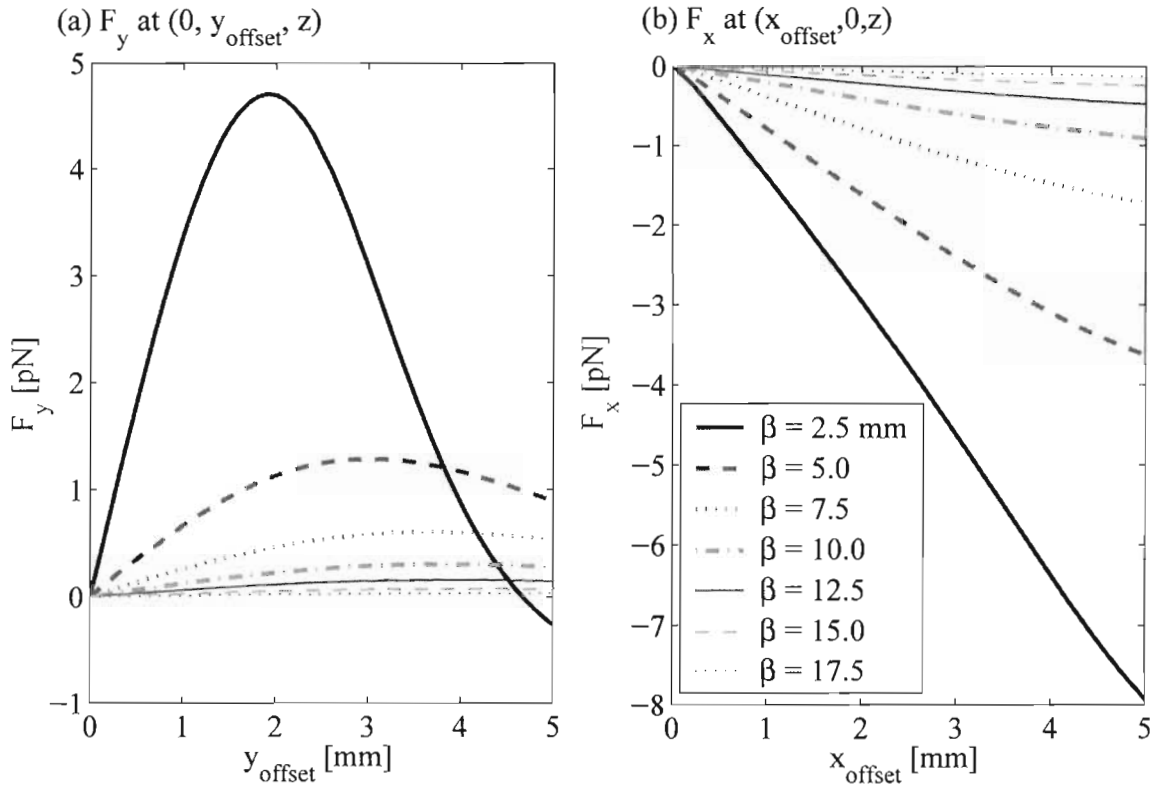 (a) F_y at (0, y_offset, z)
5
4
3
2
1
0
−1
F_y [pN]
0 1 2 3 4 5
y_offset [mm]
(b) F_x at (x_offset,0,z)
0
−1
−2
−3
−4
−5
−6
−7
−8
F_x [pN]
β = 2.5 mm
β = 5.0
β = 7.5
β = 10.0
β = 12.5
β = 15.0
β = 17.5
0 1 2 3 4 5
x_offset [mm]